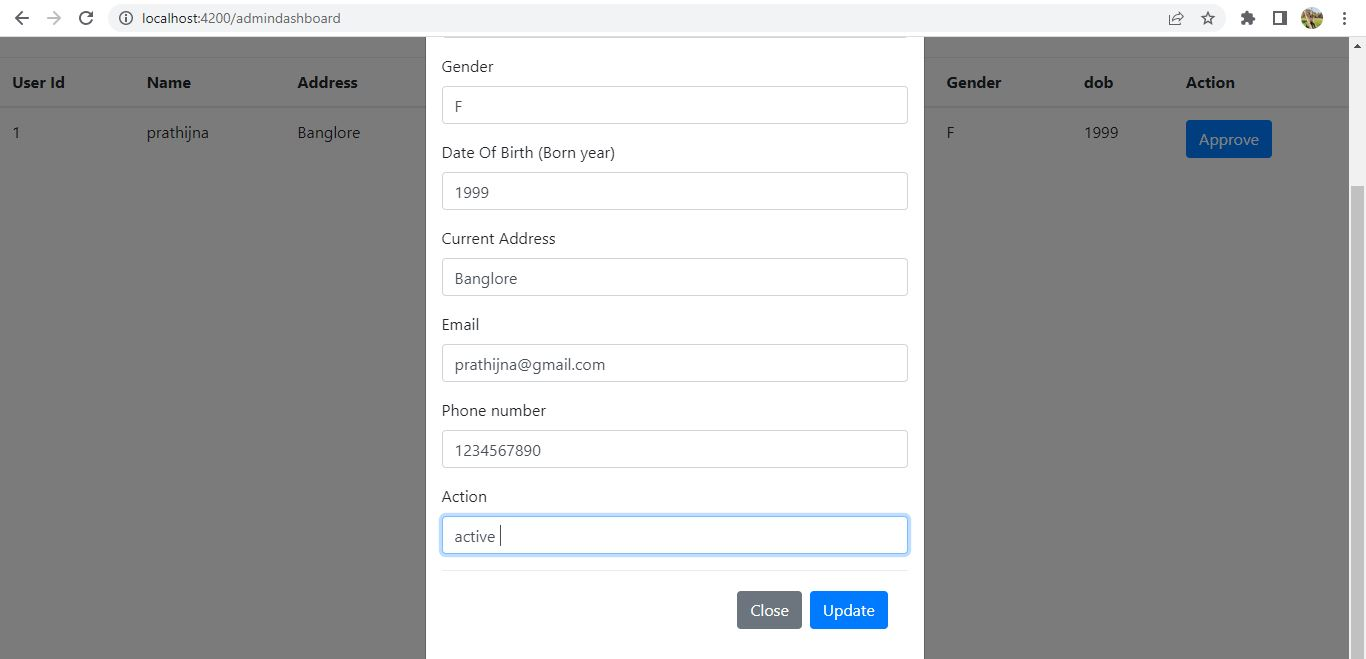 localhost:4200/admindashboard
User Id Name Address Gender dob Action
1 prathijna Banglore F 1999 Approve
Gender
F
Date Of Birth (Born year)
1999
Current Address
Banglore
Email
prathijna@gmail.com
Phone number
1234567890
Action
active
Close Update